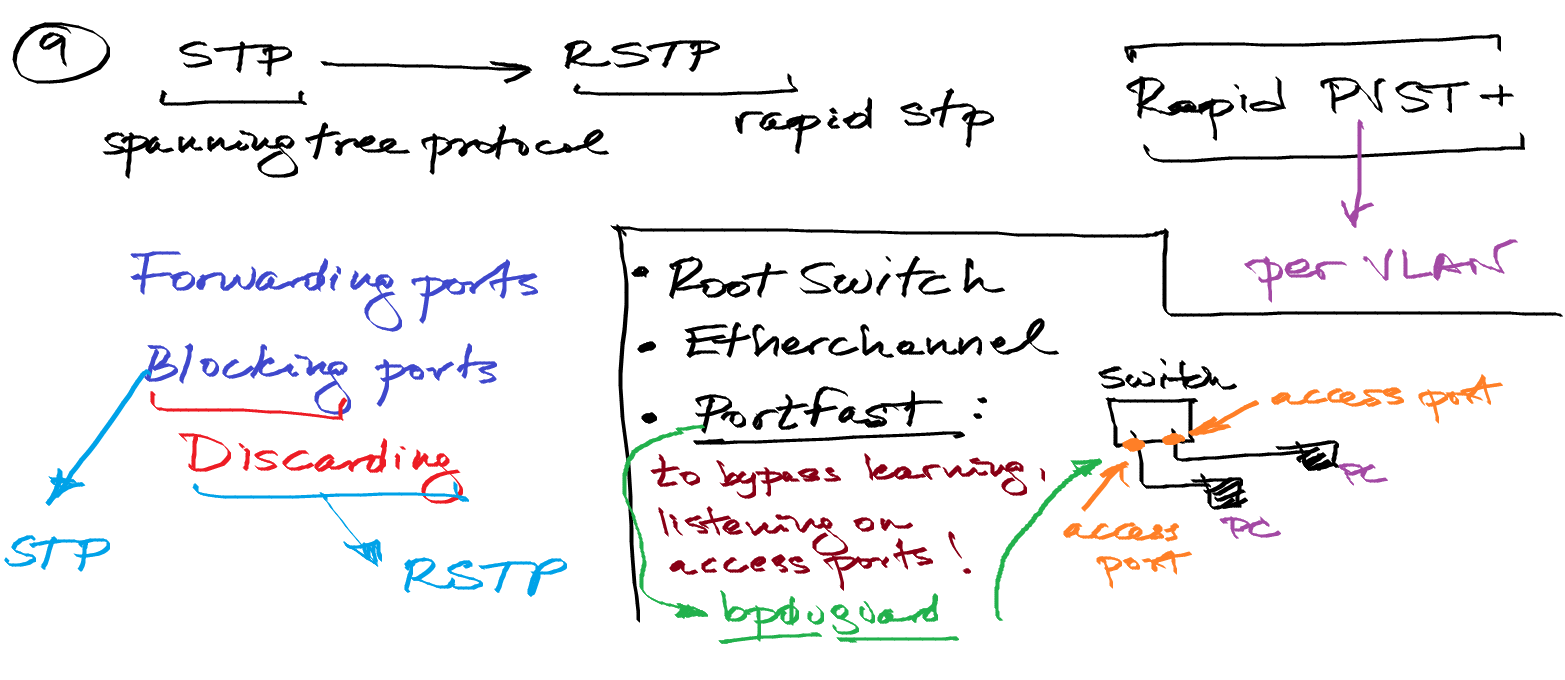 9
STP → RSTP
spanning tree protocol
rapid stp
Rapid PVST+
per VLAN
Forwarding ports
Blocking ports
Discarding
STP
RSTP
• Root Switch
• Etherchannel
• Portfast :
to bypass learning,
listening on
access ports!
bpduguard
switch
access port
PC
PC
access
port